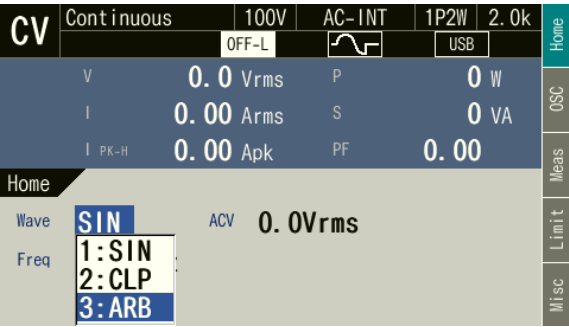 CV Continuous 100V AC-INT 1P2W 2.0k
OFF-L USB
V 0.0 Vrms P 0 W
I 0.00 Arms S 0 VA
I PK-H 0.00 Apk PF 0.00
Home
Wave SIN ACV 0.0Vrms
Freq
1:SIN
2:CLP
3:ARB
Home
OSC
Meas
Limit
Misc